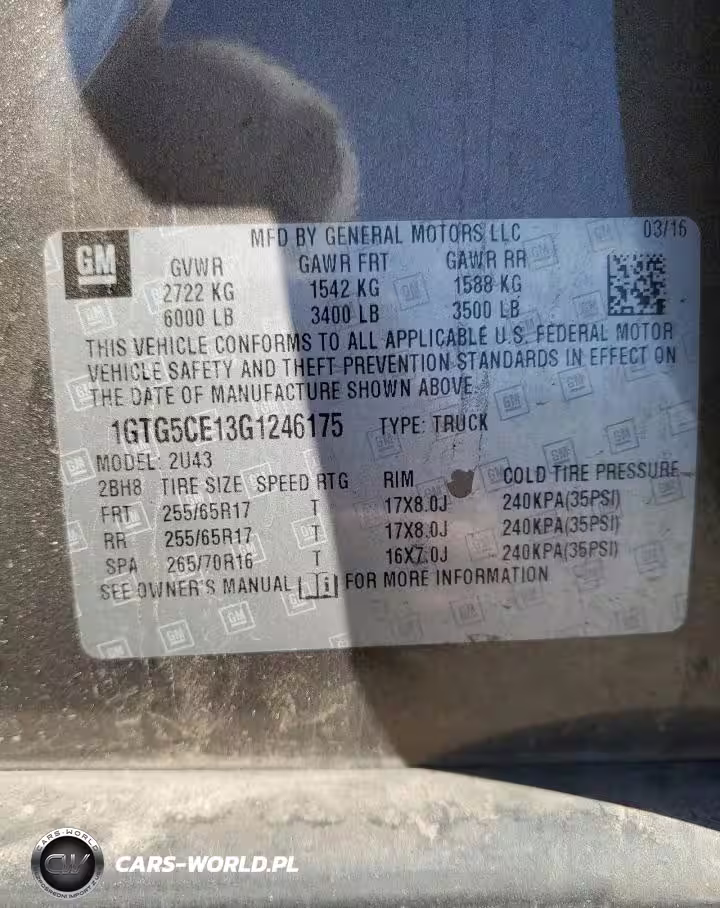 GM
MFD BY GENERAL MOTORS LLC 03/16
GVWR GAWR FRT GAWR RR
2722 KG 1542 KG 1588 KG
6000 LB 3400 LB 3500 LB
THIS VEHICLE CONFORMS TO ALL APPLICABLE U.S. FEDERAL MOTOR
VEHICLE SAFETY AND THEFT PREVENTION STANDARDS IN EFFECT ON
THE DATE OF MANUFACTURE SHOWN ABOVE.
1GTG5CE13G1246175 TYPE: TRUCK
MODEL: 2U43
2BH8 TIRE SIZE SPEED RTG RIM COLD TIRE PRESSURE
FRT 255/65R17 T 17X8.0J 240KPA(35PSI)
RR 255/65R17 T 17X8.0J 240KPA(35PSI)
SPA 265/70R16 T 16X7.0J 240KPA(35PSI)
SEE OWNER'S MANUAL i FOR MORE INFORMATION
CARS-WORLD
CW
CARS-WORLD.PL